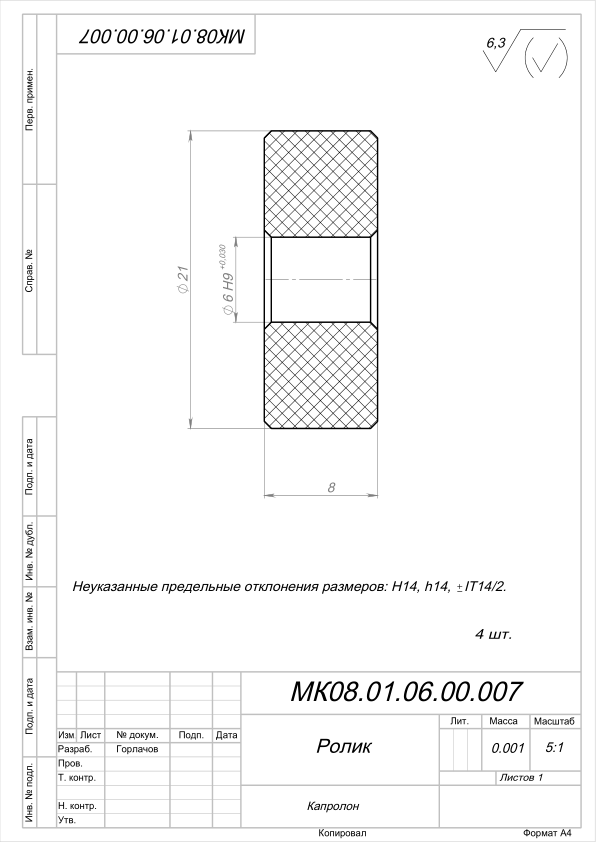 МК08.01.06.00.007
6,3
Перв. примен.
Справ. №
Подп. и дата
Инв. № дубл.
Взам. инв. №
Подп. и дата
Инв. № подл.
∅ 21
∅ 6 H9 +0,030
8
Неуказанные предельные отклонения размеров: H14, h14, ±IT14/2.
4 шт.
МК08.01.06.00.007
Изм Лист № докум. Подп. Дата
Разраб. Горлачов
Пров.
Т. контр.
Н. контр.
Утв.
Ролик
Лит. Масса Масштаб
0.001 5:1
Листов 1
Капролон
Копировал Формат А4